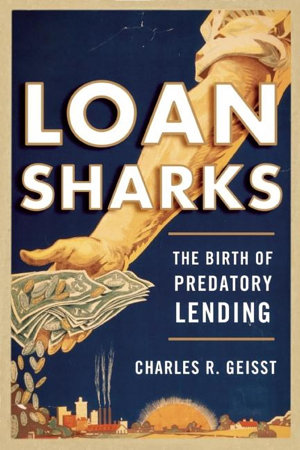 LOAN
SHARKS
THE BIRTH OF
PREDATORY
LENDING
CHARLES R. GEISST